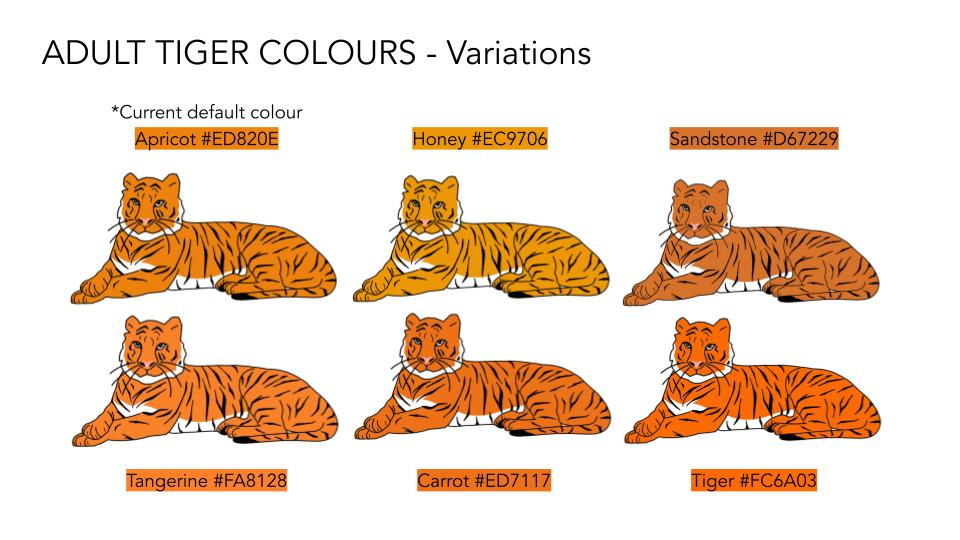 ADULT TIGER COLOURS - Variations
*Current default colour
Apricot #ED820E
Honey #EC9706
Sandstone #D67229
Tangerine #FA8128
Carrot #ED7117
Tiger #FC6A03